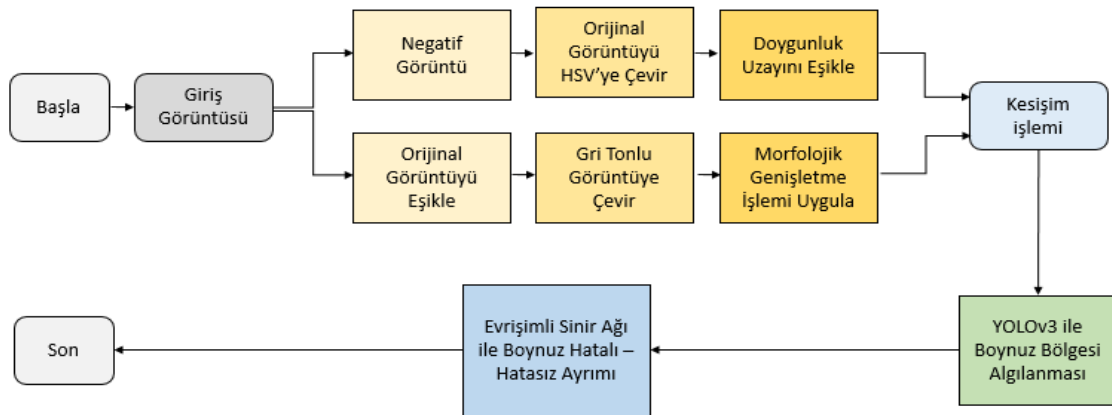 Başla
Giriş
Görüntüsü
Negatif
Görüntü
Orijinal
Görüntüyü
HSV’ye Çevir
Doygunluk
Uzayını Eşikle
Orijinal
Görüntüyü
Eşikle
Gri Tonlu
Görüntüye
Çevir
Morfolojik
Genişletme
İşlemi Uygula
Kesişim
işlemi
YOLOv3 ile
Boynuz Bölgesi
Algılanması
Evrişimli Sinir Ağı
ile Boynuz Hatalı –
Hatasız Ayrımı
Son